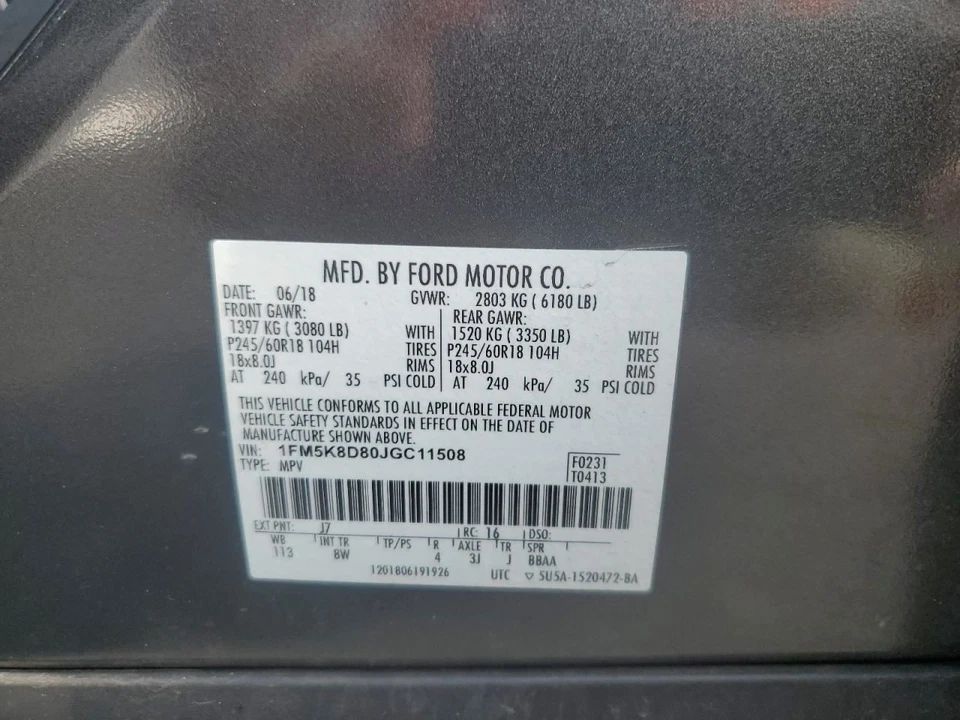 MFD. BY FORD MOTOR CO.
DATE: 06/18 GVWR: 2803 KG ( 6180 LB)
FRONT GAWR: REAR GAWR:
1397 KG ( 3080 LB) WITH 1520 KG ( 3350 LB) WITH
P245/60R18 104H TIRES P245/60R18 104H TIRES
18x8.0J RIMS 18x8.0J RIMS
AT 240 kPa/ 35 PSI COLD AT 240 kPa/ 35 PSI COLD
THIS VEHICLE CONFORMS TO ALL APPLICABLE FEDERAL MOTOR
VEHICLE SAFETY STANDARDS IN EFFECT ON THE DATE OF
MANUFACTURE SHOWN ABOVE.
VIN: 1FM5K8D80JGC11508 F0231
TYPE: MPV T0413
EXT PNT: J7 RC: 16 DSO:
WB INT TR TP/PS R AXLE TR SPR
113 8W 4 3J J BBAA
1201806191926 UTC ▽ 5U5A-1520472-BA